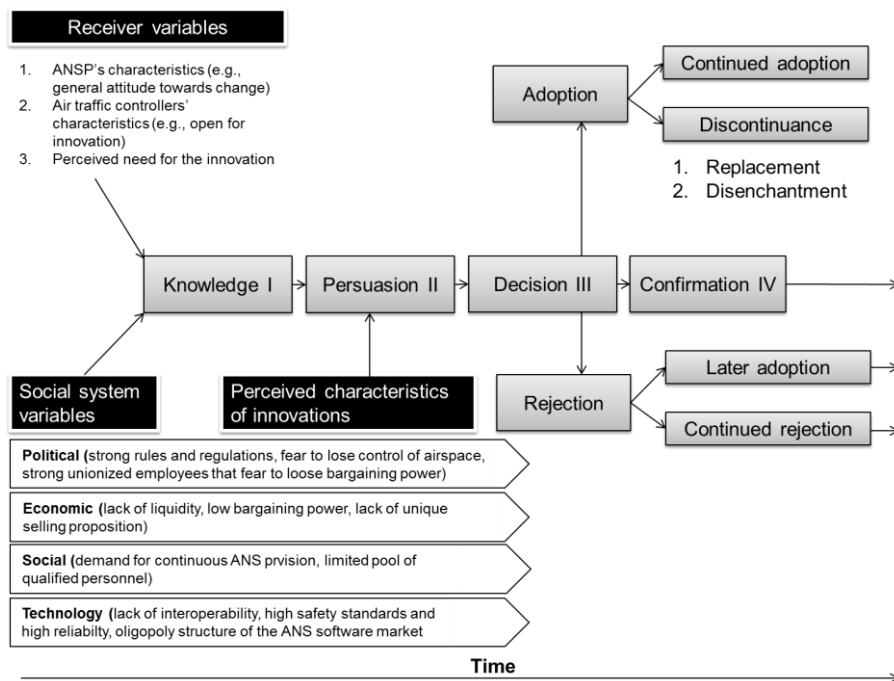 Receiver variables
1. ANSP's characteristics (e.g.,
general attitude towards change)
2. Air traffic controllers'
characteristics (e.g., open for
innovation)
3. Perceived need for the innovation
Adoption
Continued adoption
Discontinuance
1. Replacement
2. Disenchantment
Knowledge I
Persuasion II
Decision III
Confirmation IV
Social system
variables
Perceived characteristics
of innovations
Rejection
Later adoption
Continued rejection
Political (strong rules and regulations, fear to lose control of airspace,
strong unionized employees that fear to loose bargaining power)
Economic (lack of liquidity, low bargaining power, lack of unique
selling proposition)
Social (demand for continuous ANS prvision, limited pool of
qualified personnel)
Technology (lack of interoperability, high safety standards and
high reliabilty, oligopoly structure of the ANS software market
Time